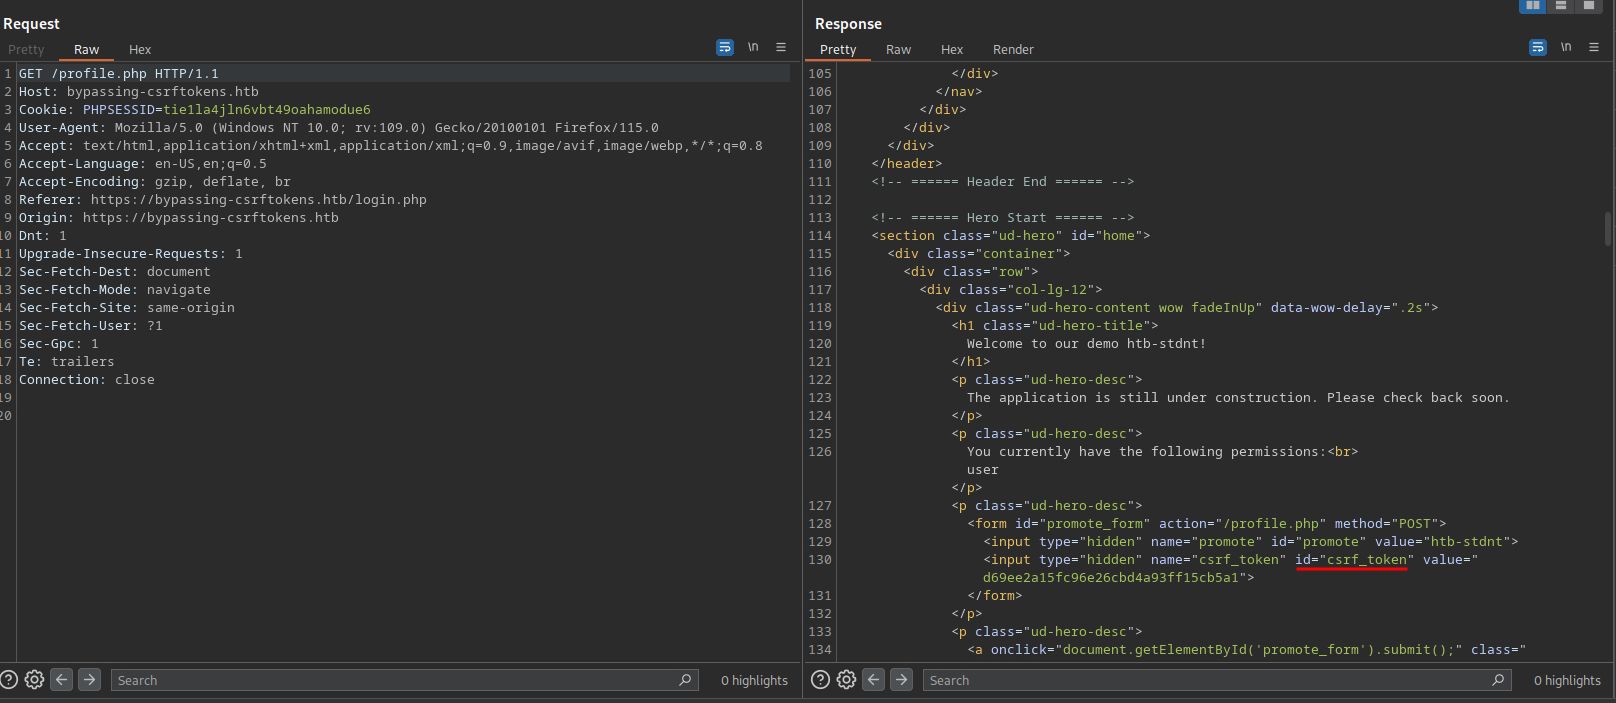 Request
Pretty Raw Hex \n
1 GET /profile.php HTTP/1.1
2 Host: bypassing-csrftokens.htb
3 Cookie: PHPSESSID=tie1la4jln6vbt49oahamodue6
4 User-Agent: Mozilla/5.0 (Windows NT 10.0; rv:109.0) Gecko/20100101 Firefox/115.0
5 Accept: text/html,application/xhtml+xml,application/xml;q=0.9,image/avif,image/webp,*/*;q=0.8
6 Accept-Language: en-US,en;q=0.5
7 Accept-Encoding: gzip, deflate, br
8 Referer: https://bypassing-csrftokens.htb/login.php
9 Origin: https://bypassing-csrftokens.htb
10 Dnt: 1
11 Upgrade-Insecure-Requests: 1
12 Sec-Fetch-Dest: document
13 Sec-Fetch-Mode: navigate
14 Sec-Fetch-Site: same-origin
15 Sec-Fetch-User: ?1
16 Sec-Gpc: 1
17 Te: trailers
18 Connection: close
19
20
Search 0 highlights
Response
Pretty Raw Hex Render \n
105 </div>
106 </nav>
107 </div>
108 </div>
109 </div>
110 </header>
111 <!-- ====== Header End ====== -->
112
113 <!-- ====== Hero Start ====== -->
114 <section class="ud-hero" id="home">
115 <div class="container">
116 <div class="row">
117 <div class="col-lg-12">
118 <div class="ud-hero-content wow fadeInUp" data-wow-delay=".2s">
119 <h1 class="ud-hero-title">
120 Welcome to our demo htb-stdnt!
121 </h1>
122 <p class="ud-hero-desc">
123 The application is still under construction. Please check back soon.
124 </p>
125 <p class="ud-hero-desc">
126 You currently have the following permissions:<br>
user
</p>
127 <p class="ud-hero-desc">
128 <form id="promote_form" action="/profile.php" method="POST">
129 <input type="hidden" name="promote" id="promote" value="htb-stdnt">
130 <input type="hidden" name="csrf_token" id="csrf_token" value="
d69ee2a15fc96e26cbd4a93ff15cb5a1">
131 </form>
132 </p>
133 <p class="ud-hero-desc">
134 <a onclick="document.getElementById('promote_form').submit();" class="
Search 0 highlights